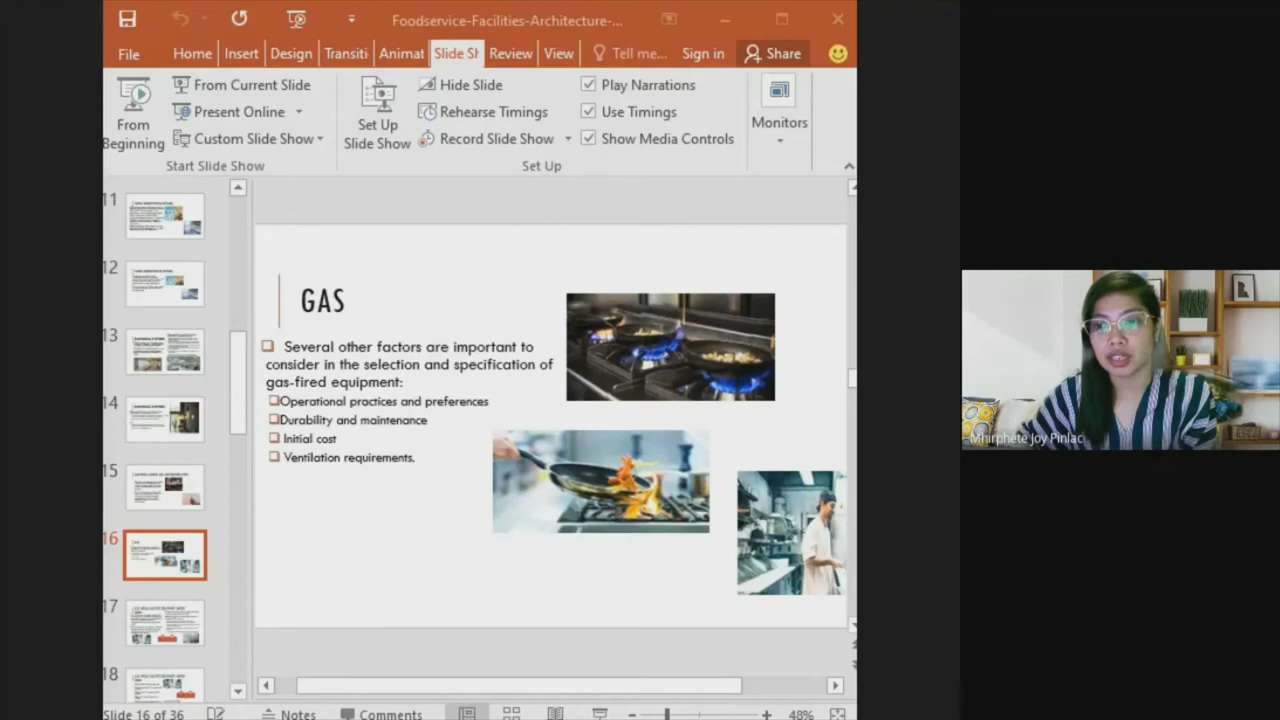 Foodservice-Facilities-Architecture-...
File Home Insert Design Transiti Animat Slide Sh Review View Tell me... Sign in Share
From Beginning
From Current Slide
Present Online
Custom Slide Show
Start Slide Show
Set Up Slide Show
Hide Slide
Rehearse Timings
Record Slide Show
Play Narrations
Use Timings
Show Media Controls
Set Up
Monitors
11
12
13
14
15
16
17
18
GAS
Several other factors are important to
consider in the selection and specification of
gas-fired equipment:
Operational practices and preferences
Durability and maintenance
Initial cost
Ventilation requirements.
Mhirphete Joy Pinlac
Slide 16 of 36 Notes Comments 48%